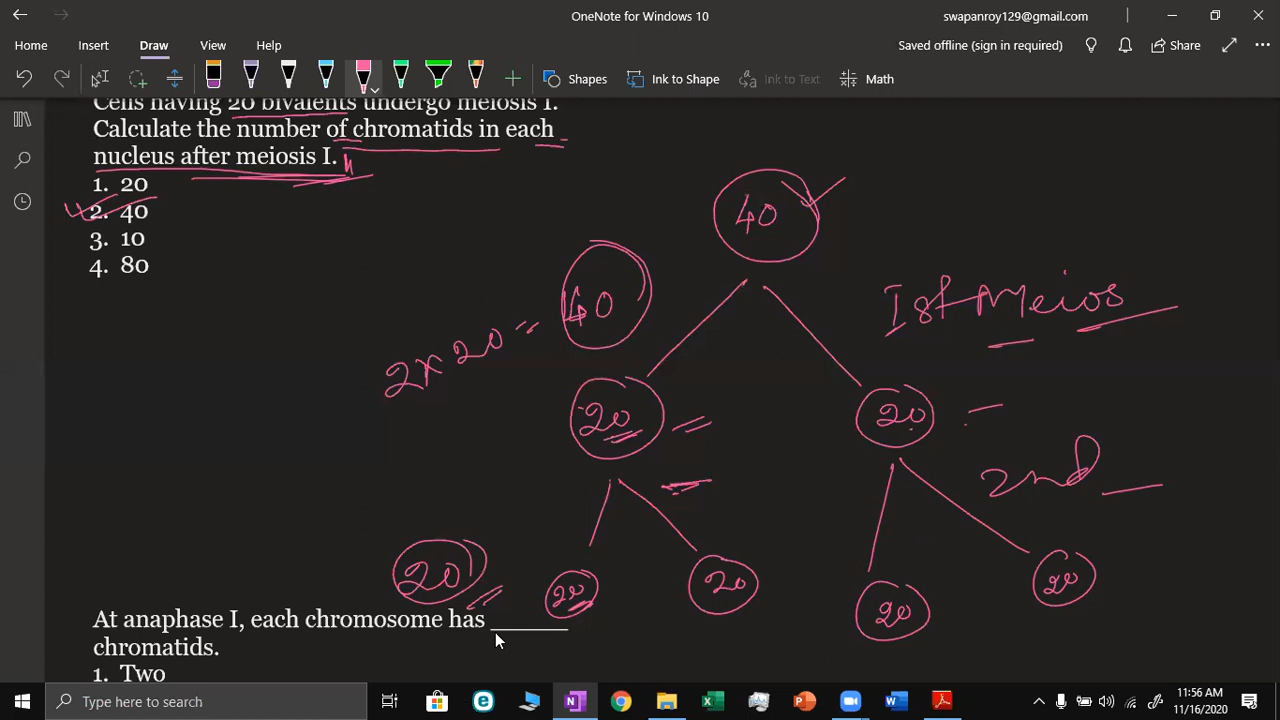 OneNote for Windows 10
swapanroy129@gmail.com
Home Insert Draw View Help
Saved offline (sign in required)
Share
Shapes
Ink to Shape
Ink to Text
Math
Cells having 20 bivalents undergo meiosis I.
Calculate the number of chromatids in each
nucleus after meiosis I.
1. 20
2. 40
3. 10
4. 80
40
40
Ist Meios
2x20=
20
20
2nd
20
20
20
20
20
At anaphase I, each chromosome has ______
chromatids.
1. Two
Type here to search
11:56 AM
11/16/2020